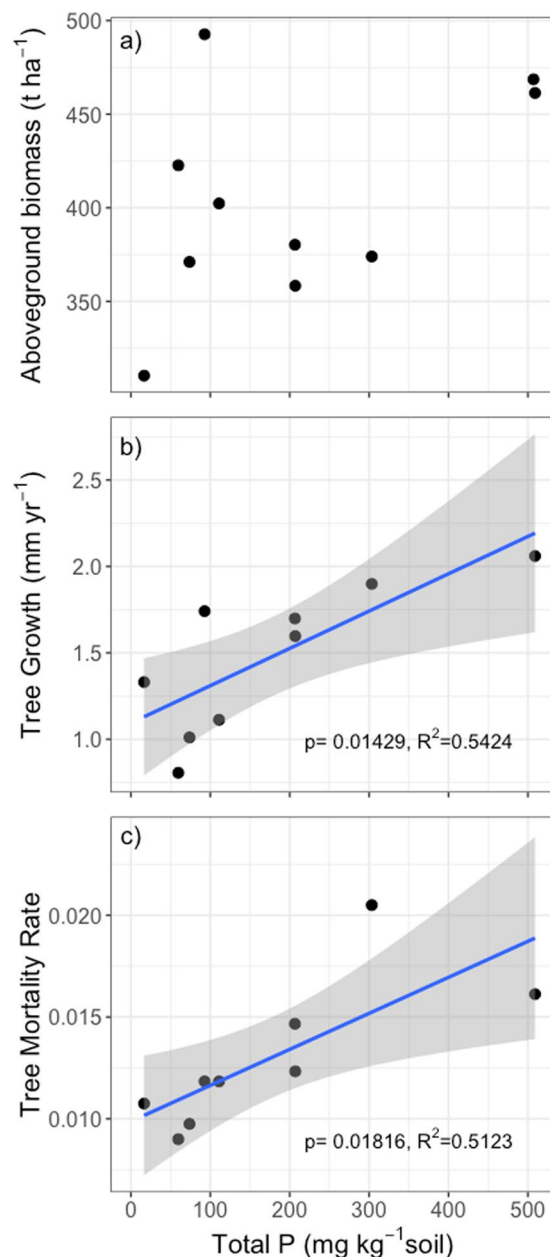 a)
Aboveground biomass (t ha⁻¹)
500
450
400
350
b)
Tree Growth (mm yr⁻¹)
2.5
2.0
1.5
1.0
p= 0.01429, R²=0.5424
c)
Tree Mortality Rate
0.020
0.015
0.010
p= 0.01816, R²=0.5123
0 100 200 300 400 500
Total P (mg kg⁻¹soil)